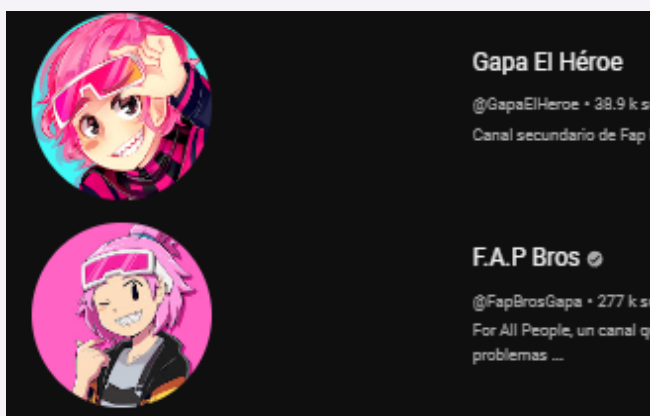 Gapa El Héroe
@GapaElHeroe • 38.9 k s
Canal secundario de Fap
F.A.P Bros
@FapBrosGapa • 277 k s
For All People, un canal q
problemas ...